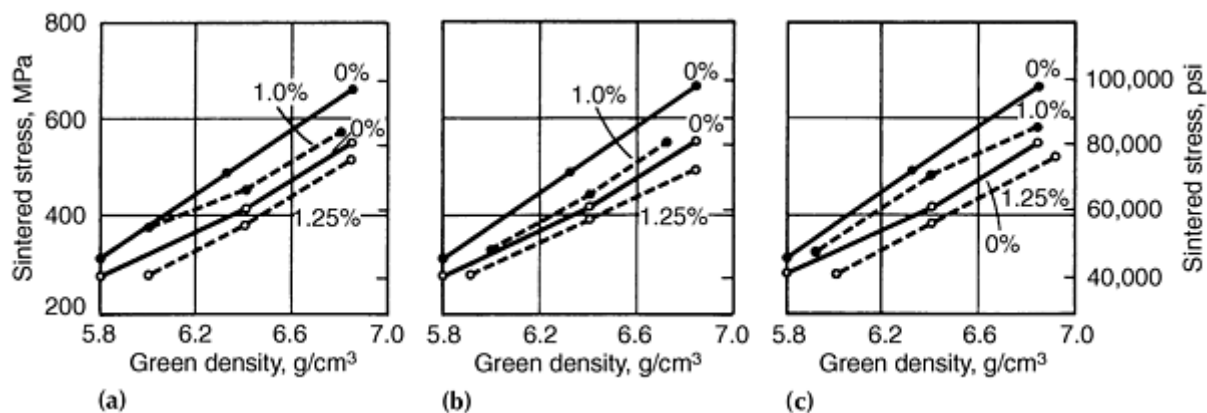 Sintered stress, MPa
800
600
400
200
0%
1.0%
0%
1.25%
5.8 6.2 6.6 7.0
Green density, g/cm³
(a)
0%
1.0%
0%
1.25%
5.8 6.2 6.6 7.0
Green density, g/cm³
(b)
0%
1.0%
1.25%
0%
5.8 6.2 6.6 7.0
Green density, g/cm³
(c)
100,000
80,000
60,000
40,000
Sintered stress, psi